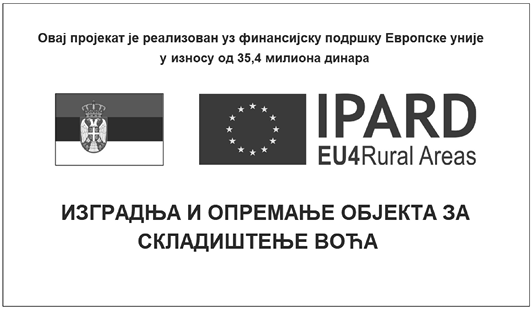 Овај пројекат је реализован уз финансијску подршку Европске уније
у износу од 35,4 милиона динара
IPARD
EU4Rural Areas
ИЗГРАДЊА И ОПРЕМАЊЕ ОБЈЕКТА ЗА
СКЛАДИШТЕЊЕ ВОЋА